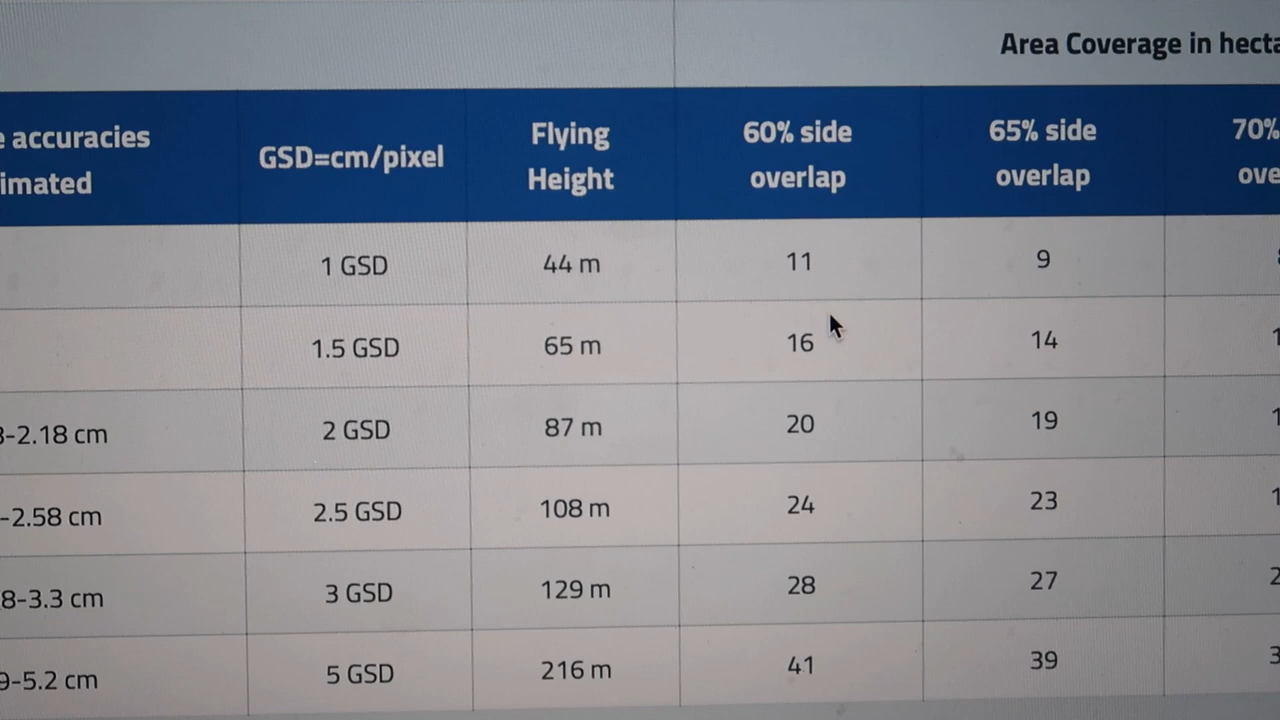 Area Coverage in
accuracies
GSD=cm/pixel
Flying
Height
60% side
overlap
65% side
overlap
70%
1 GSD 44 m 11 9
1.5 GSD 65 m 16 14
-2.18 cm 2 GSD 87 m 20 19
-2.58 cm 2.5 GSD 108 m 24 23
8-3.3 cm 3 GSD 129 m 28 27
9-5.2 cm 5 GSD 216 m 41 39